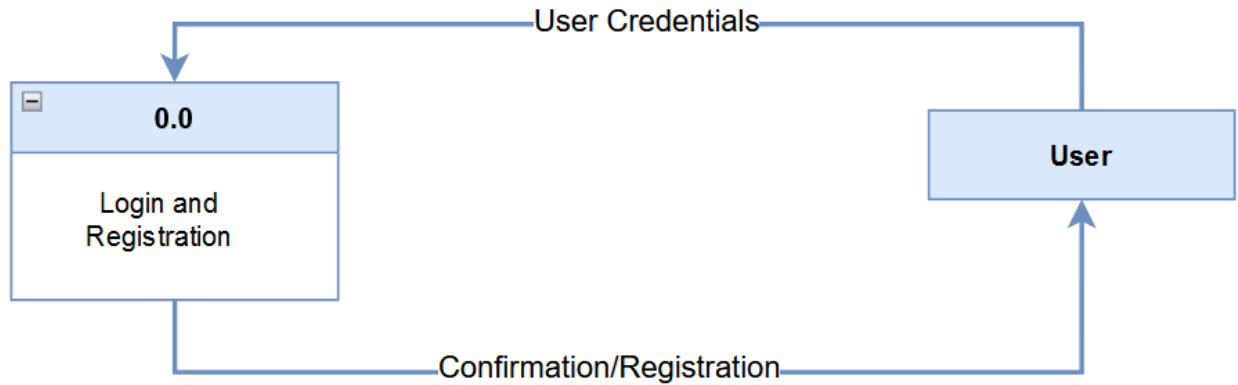 User Credentials
0.0
User
Login and
Registration
Confirmation/Registration